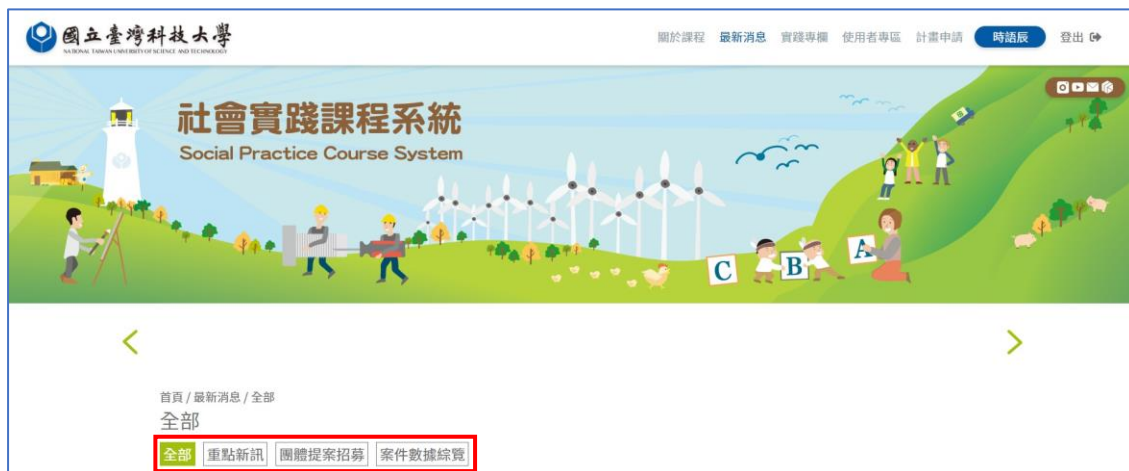 國立臺灣科技大學
NATIONAL TAIWAN UNIVERSITY OF SCIENCE AND TECHNOLOGY
關於課程 最新消息 實踐專欄 使用者專區 計畫申請 時語辰 登出
社會實踐課程系統
Social Practice Course System
C B A
首頁 / 最新消息 / 全部
全部
全部 重點新訊 團體提案招募 案件數據綜覽